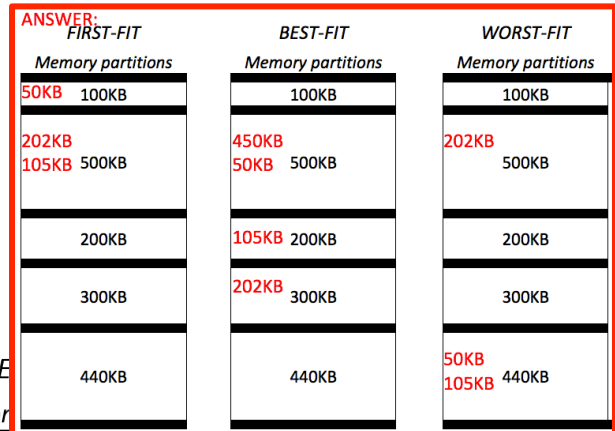 ANSWER:
FIRST-FIT BEST-FIT WORST-FIT
Memory partitions Memory partitions Memory partitions
50KB 100KB 100KB 100KB
202KB 450KB 202KB
105KB 500KB 50KB 500KB 500KB
200KB 105KB 200KB 200KB
300KB 202KB 300KB 300KB
50KB
440KB 440KB 105KB 440KB